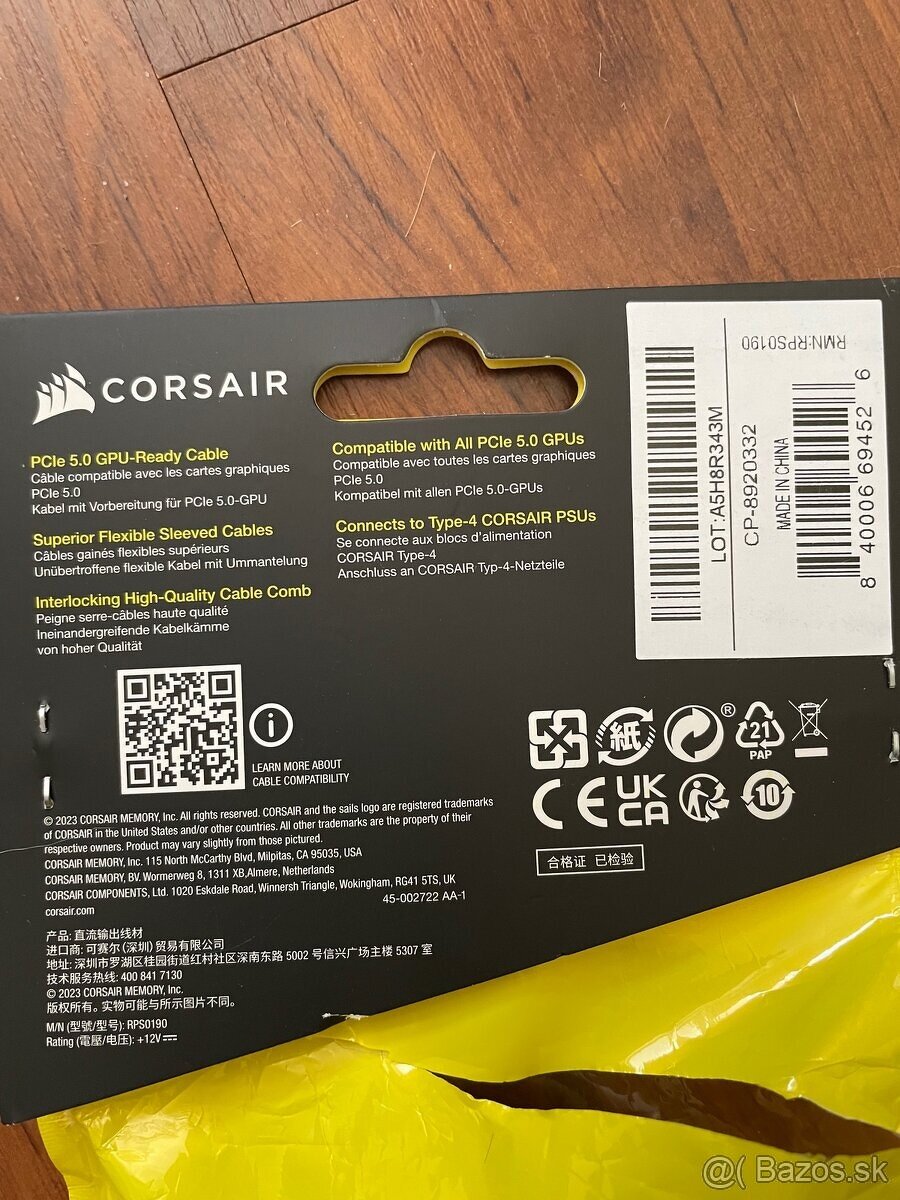 CORSAIR
PCIe 5.0 GPU-Ready Cable
Câble compatible avec les cartes graphiques
PCIe 5.0
Kabel mit Vorbereitung für PCIe 5.0-GPU
Superior Flexible Sleeved Cables
Câbles gainés flexibles supérieurs
Unübertroffene flexible Kabel mit Ummantelung
Interlocking High-Quality Cable Comb
Peigne serre-câbles haute qualité
Ineinandergreifende Kabelkämme
von hoher Qualität
Compatible with All PCIe 5.0 GPUs
Compatible avec toutes les cartes graphiques
PCIe 5.0
Kompatibel mit allen PCIe 5.0-GPUs
Connects to Type-4 CORSAIR PSUs
Se connecte aux blocs d'alimentation
CORSAIR Type-4
Anschluss an CORSAIR Typ-4-Netzteile
LOT:A5H8R343M
CP-8920332
MADE IN CHINA
8 40006 69452 6
RMN:RPS0190
i
LEARN MORE ABOUT
CABLE COMPATIBILITY
紙
®
21
PAP
CE
UK
CA
10
合格证 已检验
© 2023 CORSAIR MEMORY, Inc. All rights reserved. CORSAIR and the sails logo are registered trademarks
of CORSAIR in the United States and/or other countries. All other trademarks are the property of their
respective owners. Product may vary slightly from those pictured.
CORSAIR MEMORY, Inc. 115 North McCarthy Blvd, Milpitas, CA 95035, USA
CORSAIR MEMORY, BV. Wormerweg 8, 1311 XB,Almere, Netherlands
CORSAIR COMPONENTS, Ltd. 1020 Eskdale Road, Winnersh Triangle, Wokingham, RG41 5TS, UK
corsair.com
45-002722 AA-1
产品: 直流输出线材
进口商: 可赛尔 (深圳) 贸易有限公司
地址: 深圳市罗湖区桂园街道红村社区深南东路 5002 号信兴广场主楼 5307 室
技术服务热线: 400 841 7130
© 2023 CORSAIR MEMORY, Inc.
版权所有。实物可能与所示图片不同。
M/N (型號/型号): RPS0190
Rating (電壓/电压): +12V
@( Bazos.sk